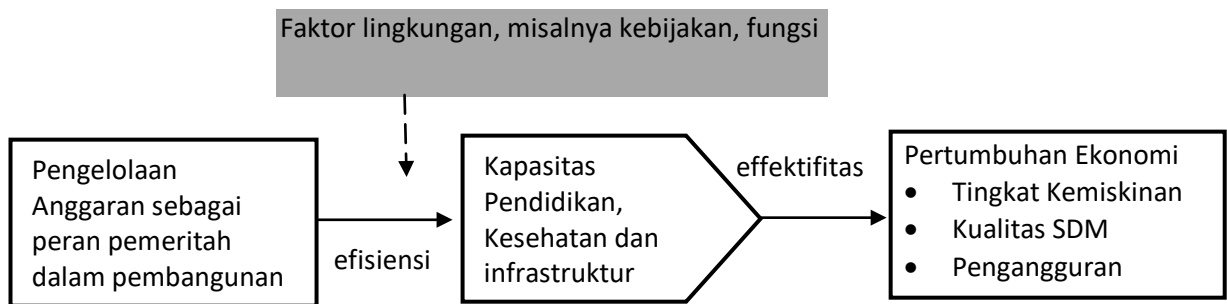 Faktor lingkungan, misalnya kebijakan, fungsi
Pengelolaan
Anggaran sebagai
peran pemeritah
dalam pembangunan
efisiensi
Kapasitas
Pendidikan,
Kesehatan dan
infrastruktur
effektifitas
Pertumbuhan Ekonomi
• Tingkat Kemiskinan
• Kualitas SDM
• Pengangguran